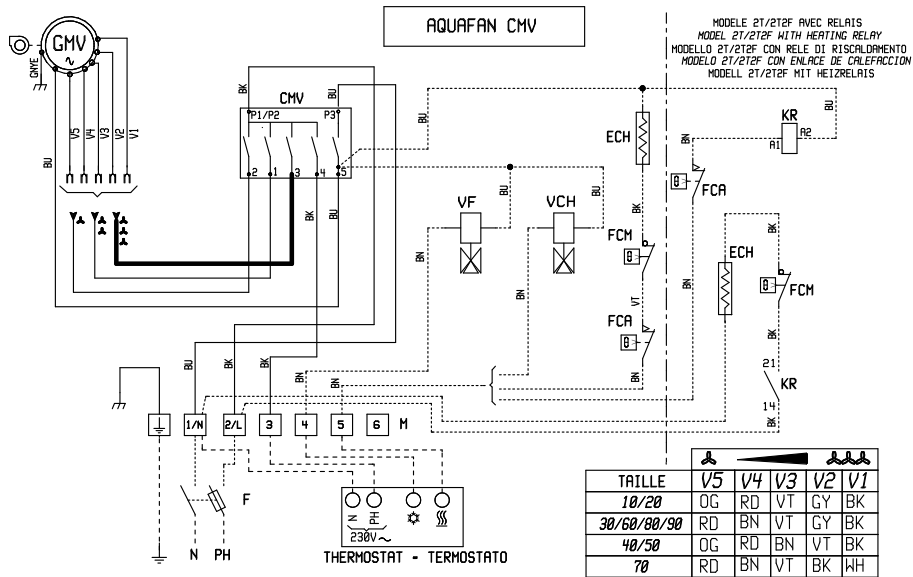 AQUAFAN CMV
MODELE 2T/2T2F AVEC RELAIS
MODEL 2T/2T2F WITH HEATING RELAY
MODELLO 2T/2T2F CON RELE DI RISCALDAMENTO
MODELO 2T/2T2F CON ENLACE DE CALEFACCION
MODELL 2T/2T2F MIT HEIZRELAIS
GMV
GNYE
BU
V5
V4
V3
V2
V1
BK
BU
CMV
P1/P2
P3
2
1
3
4
5
BK
BU
BU
ECH
BK
BN
KR
A1
A2
BU
FCA
BN
VF
BU
BN
VCH
BU
BN
FCM
VT
FCA
BN
ECH
BK
FCM
BK
21
KR
14
BK
BU
BK
BK
BN
BN
1/N
2/L
3
4
5
6
M
F
N
PH
N
PH
230V
THERMOSTAT - TERMOSTATO
TAILLE V5 V4 V3 V2 V1
10/20 OG RD VT GY BK
30/60/80/90 RD BN VT GY BK
40/50 OG RD BN VT BK
70 RD BN VT BK WH